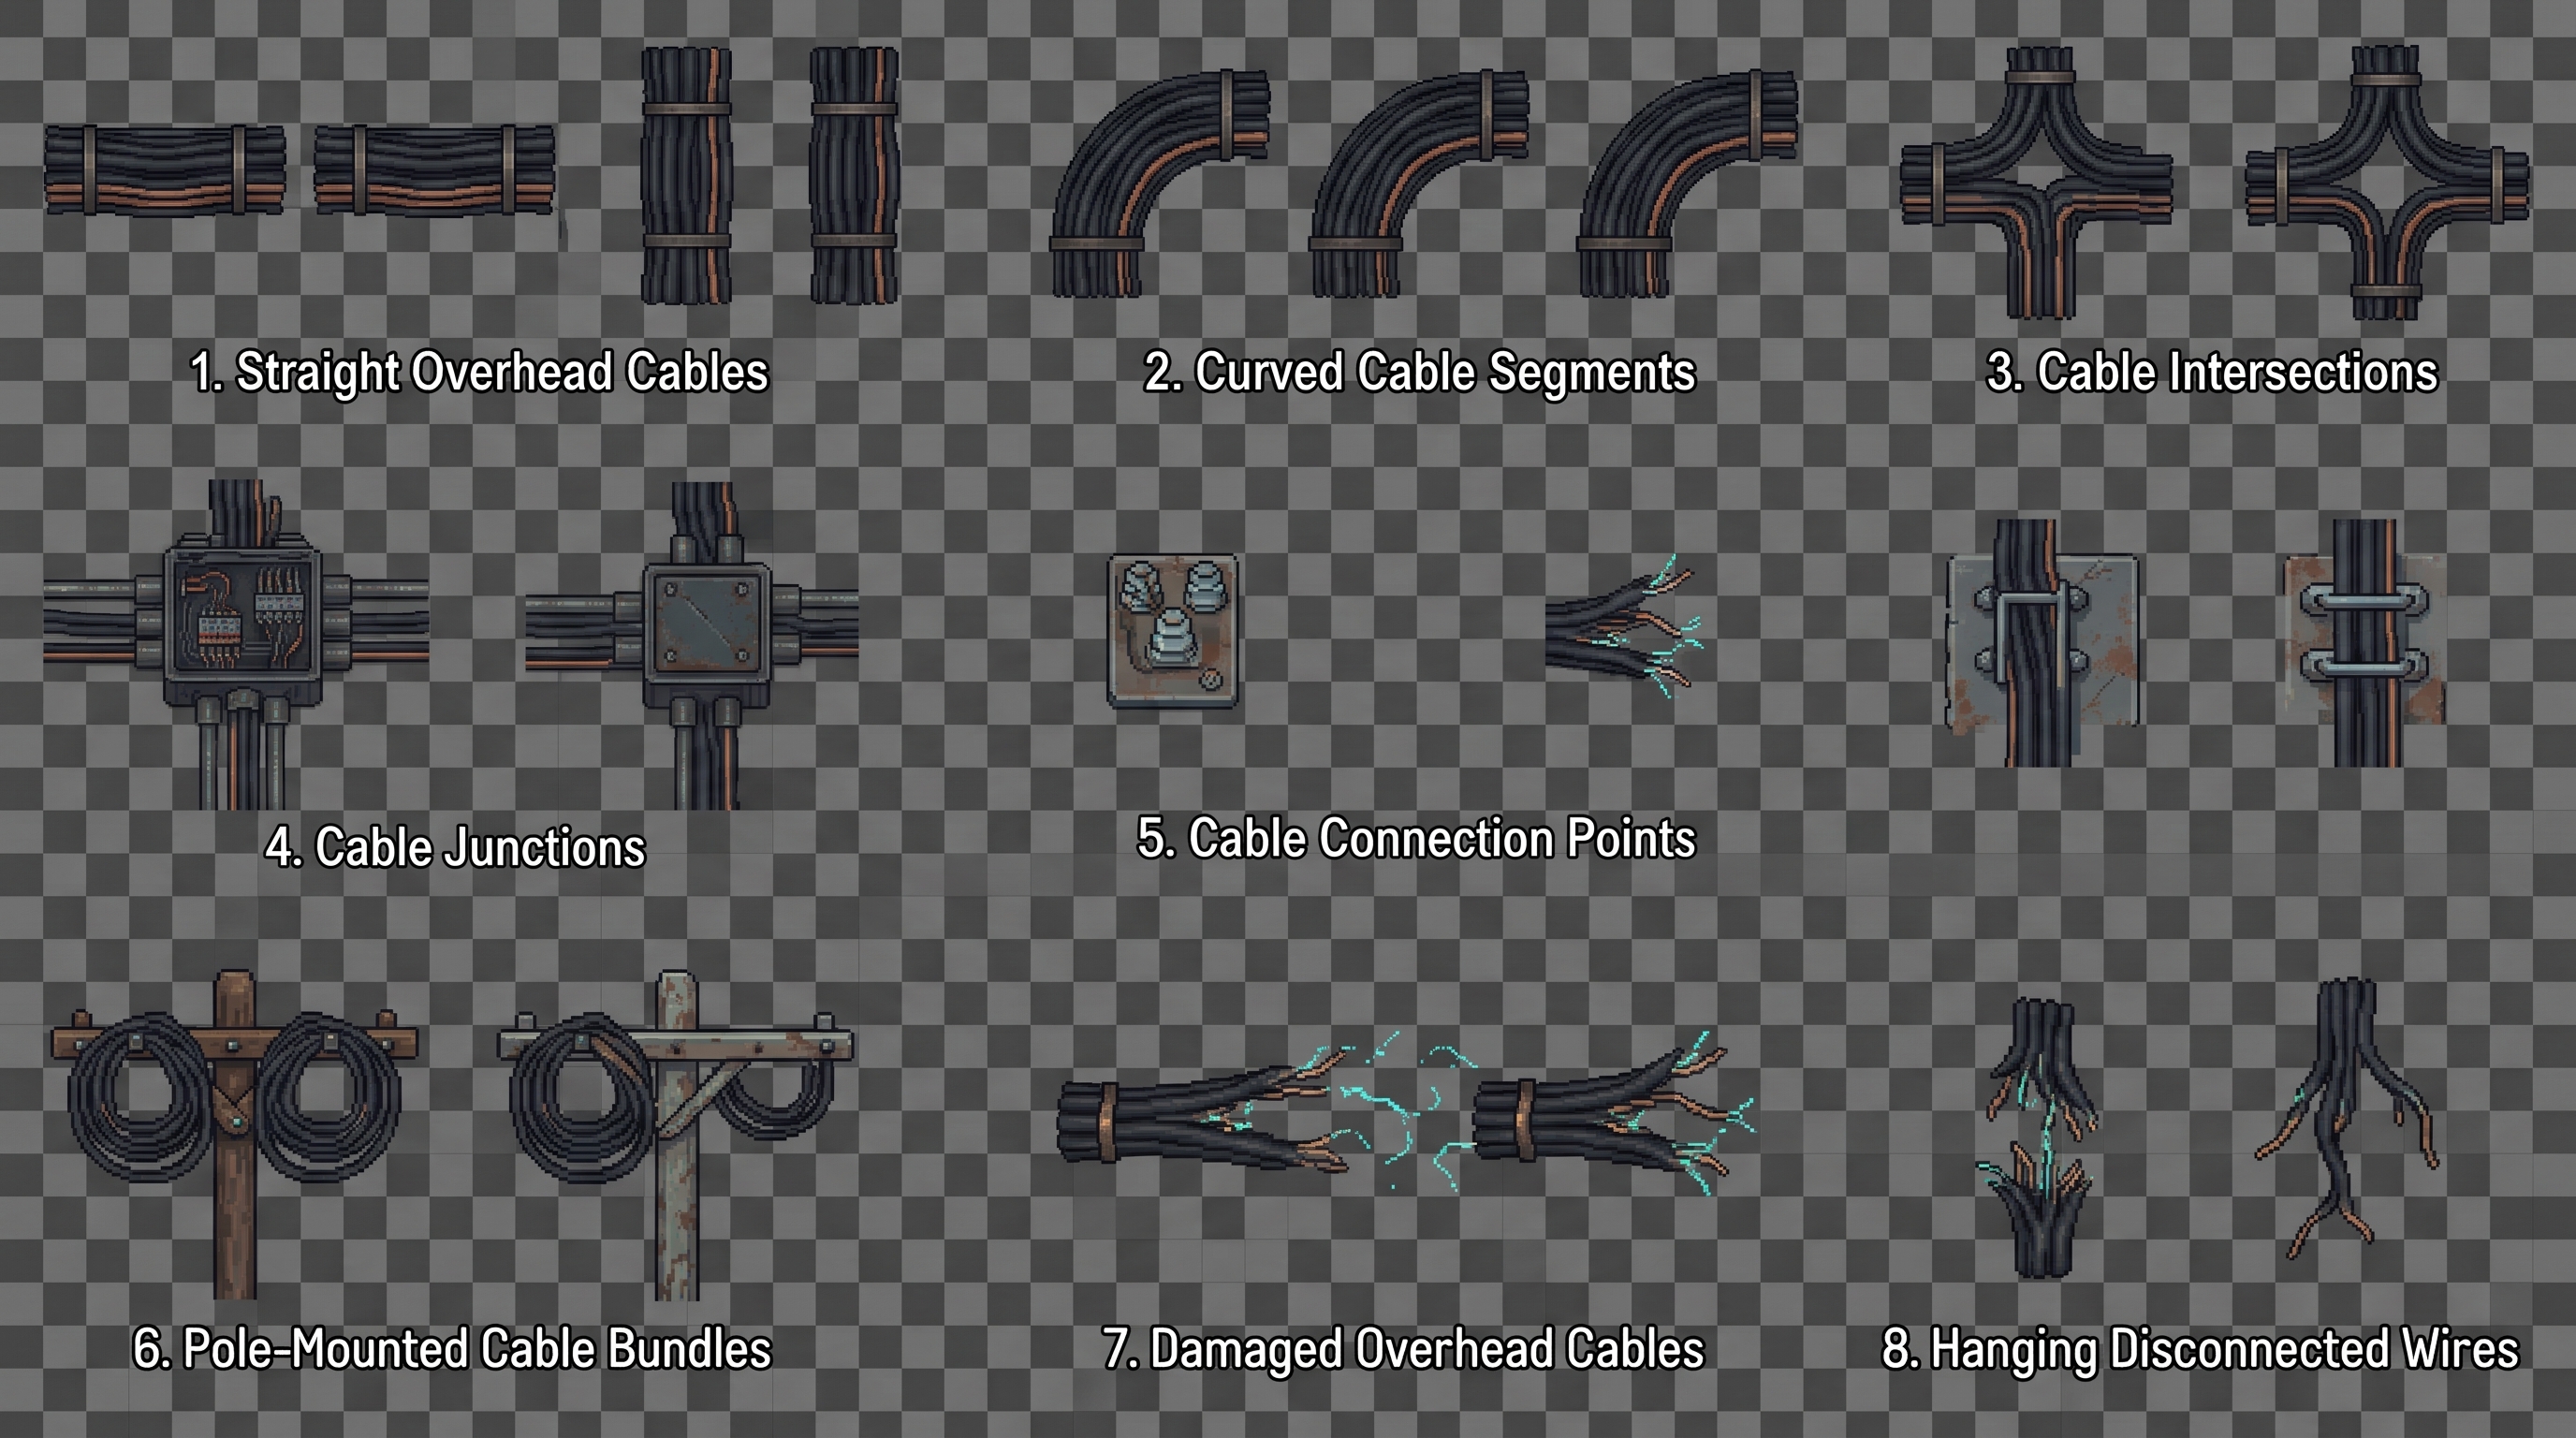 1. Straight Overhead Cables
2. Curved Cable Segments
3. Cable Intersections
4. Cable Junctions
5. Cable Connection Points
6. Pole-Mounted Cable Bundles
7. Damaged Overhead Cables
8. Hanging Disconnected Wires